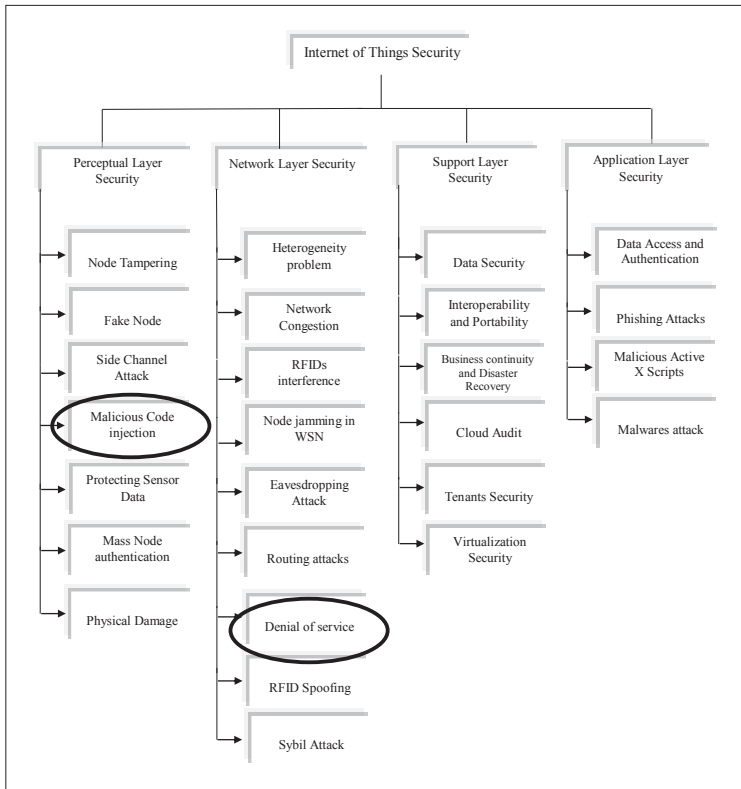 Internet of Things Security
Perceptual Layer
Security
Network Layer Security
Support Layer
Security
Application Layer
Security
Node Tampering
Fake Node
Side Channel
Attack
Malicious Code
injection
Protecting Sensor
Data
Mass Node
authentication
Physical Damage
Heterogeneity
problem
Network
Congestion
RFIDs
interference
Node jamming in
WSN
Eavesdropping
Attack
Routing attacks
Denial of service
RFID Spoofing
Sybil Attack
Data Security
Interoperability
and Portability
Business continuity
and Disaster
Recovery
Cloud Audit
Tenants Security
Virtualization
Security
Data Access and
Authentication
Phishing Attacks
Malicious Active
X Scripts
Malwares attack